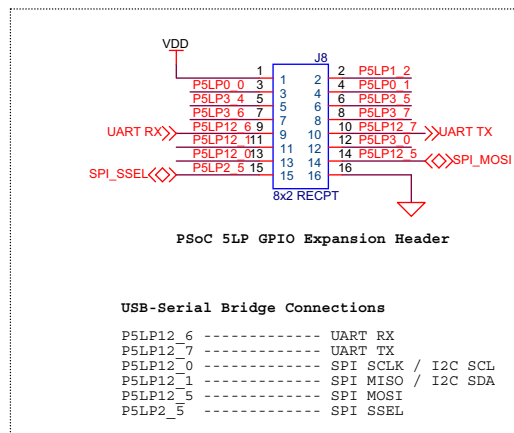 VDD
J8
1 1 2 2 P5LP1_2
P5LP0_0 3 3 4 4 P5LP0_1
P5LP3_4 5 5 6 6 P5LP3_5
P5LP3_6 7 7 8 8 P5LP3_7
UART RX P5LP12_6 9 9 10 10 P5LP12_7 UART TX
P5LP12_1 11 11 12 12 P5LP3_0
P5LP12_0 13 13 14 14 P5LP12_5 SPI_MOSI
SPI_SSEL P5LP2_5 15 15 16 16
8x2 RECPT
PSoC 5LP GPIO Expansion Header
USB-Serial Bridge Connections
P5LP12_6 ------------- UART RX
P5LP12_7 ------------- UART TX
P5LP12_0 ------------- SPI SCLK / I2C SCL
P5LP12_1 ------------- SPI MISO / I2C SDA
P5LP12_5 ------------- SPI MOSI
P5LP2_5 ------------- SPI SSEL